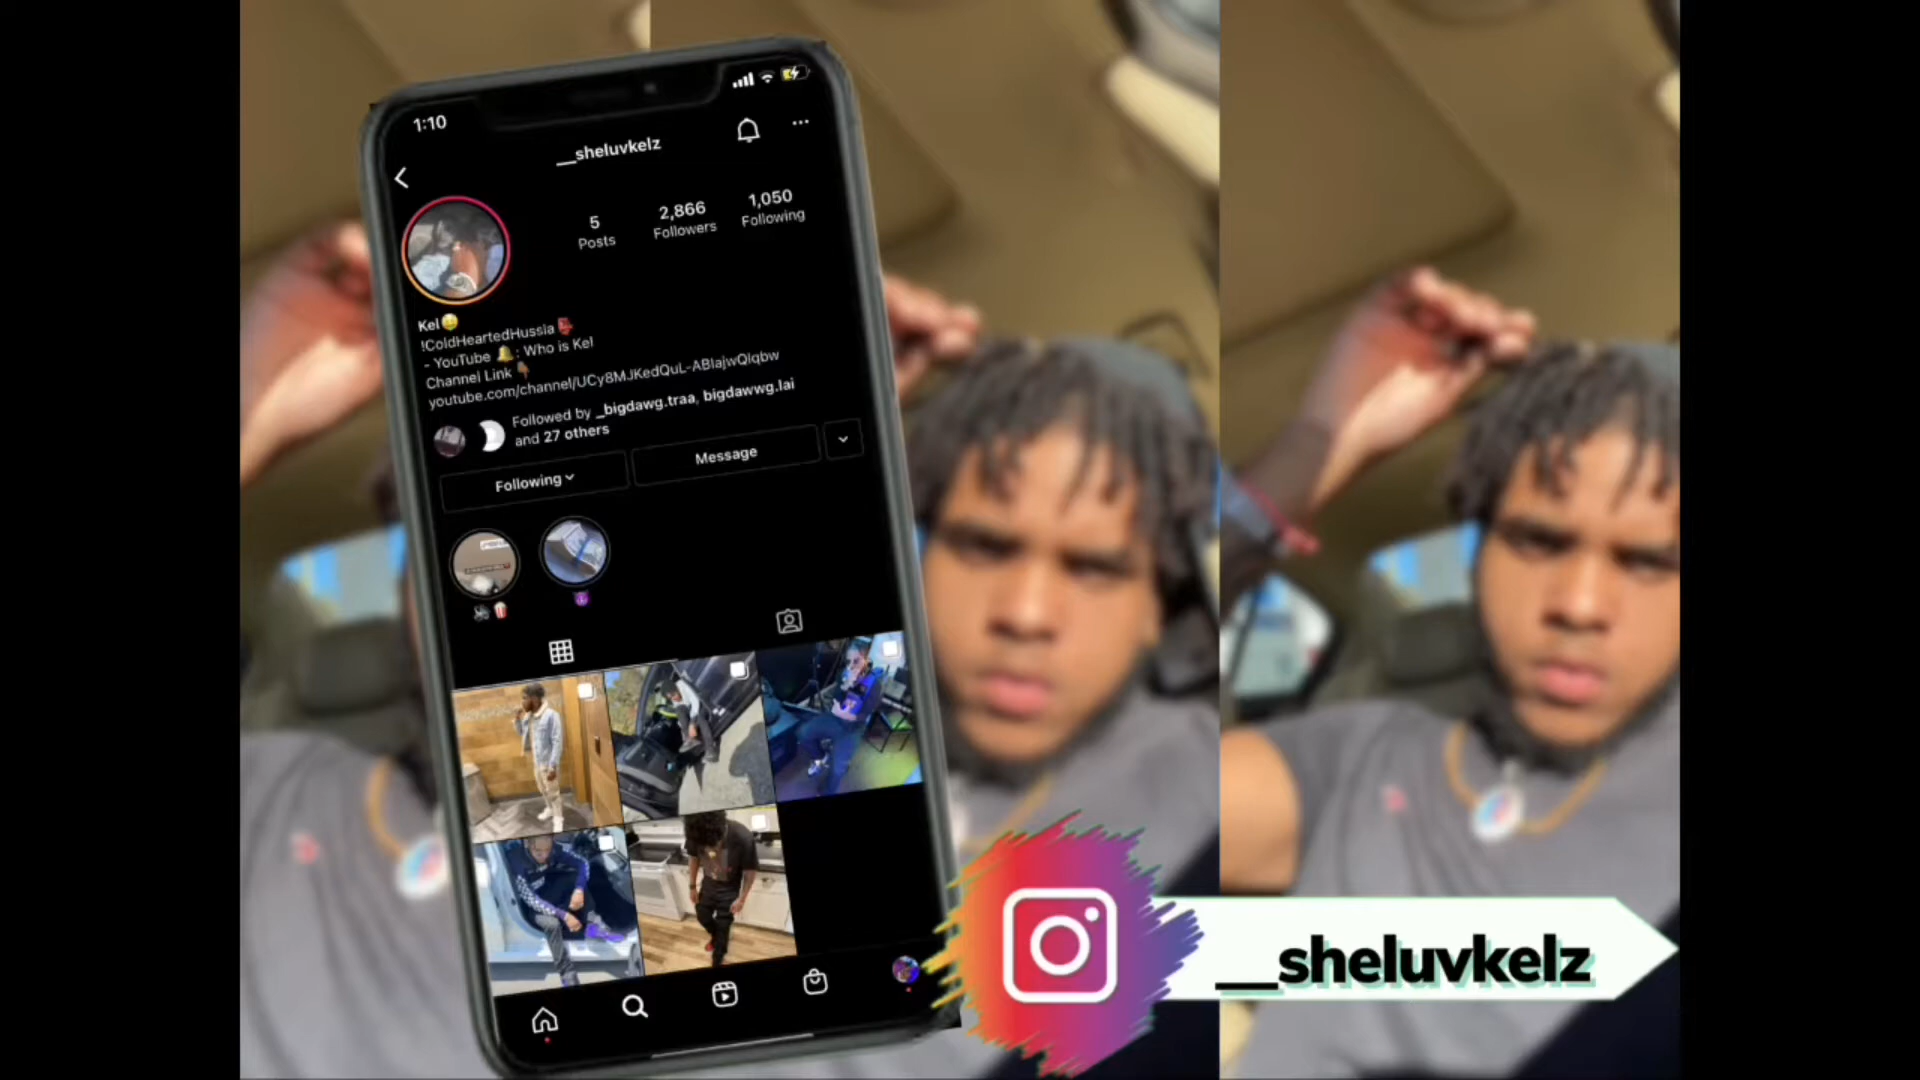 1:10
__sheluvkelz
5
Posts
2,866
Followers
1,050
Following
Kel
!ColdHeartedHussla
- YouTube 🔔: Who is Kel
Channel Link
youtube.com/channel/UCy8MJKedQuL-ABlajwQlqbw
Followed by _bigdawg.traa, bigdawwg.lai
and 27 others
Following
Message
__sheluvkelz